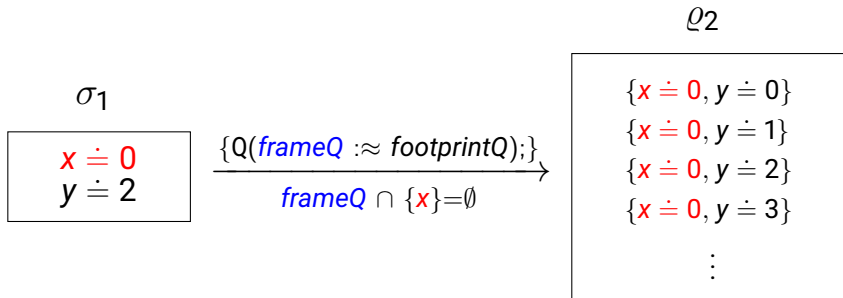 ϱ2
σ1
{x ≐ 0, y ≐ 0}
x ≐ 0
y ≐ 2
{Q(frameQ :≈ footprintQ);}
frameQ ∩ {x}=∅
{x ≐ 0, y ≐ 1}
{x ≐ 0, y ≐ 2}
{x ≐ 0, y ≐ 3}
⋮